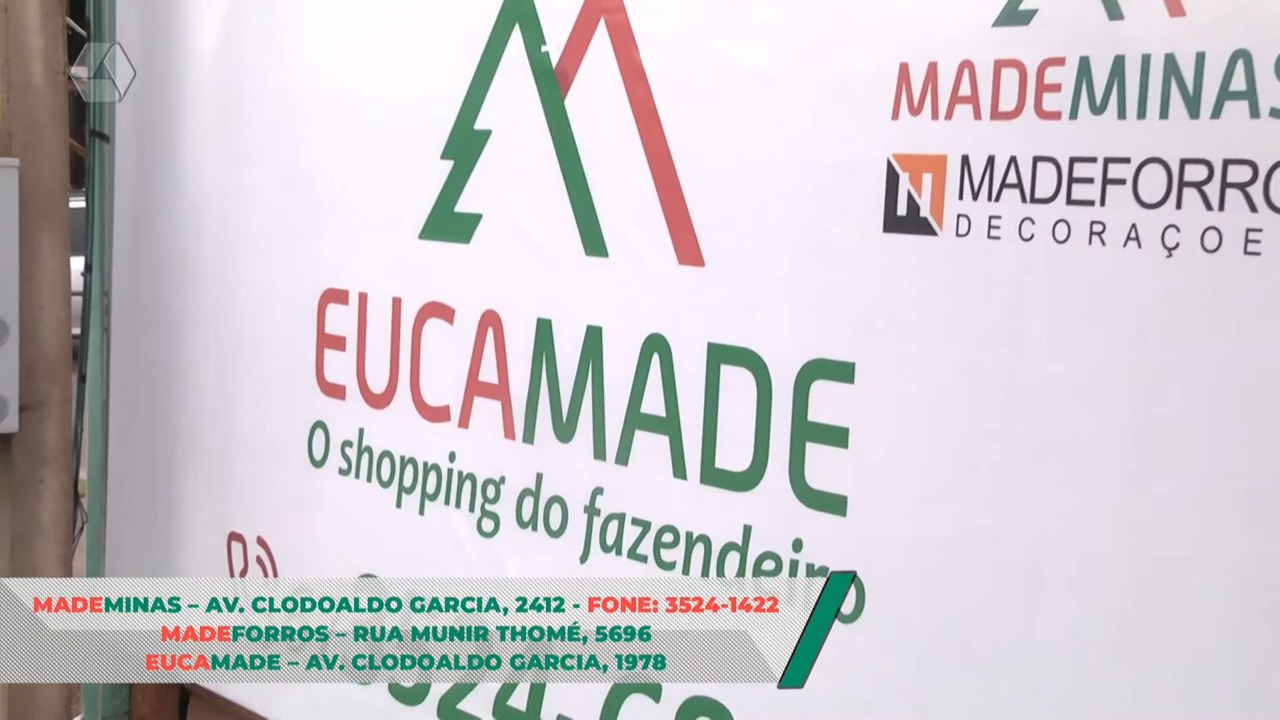 MADEMINAS
MADEFORRO
DECORAÇOE
EUCAMADE
O shopping do fazendeiro
MADEMINAS – AV. CLODOALDO GARCIA, 2412 - FONE: 3524-1422
MADEFORROS – RUA MUNIR THOMÉ, 5696
EUCAMADE – AV. CLODOALDO GARCIA, 1978